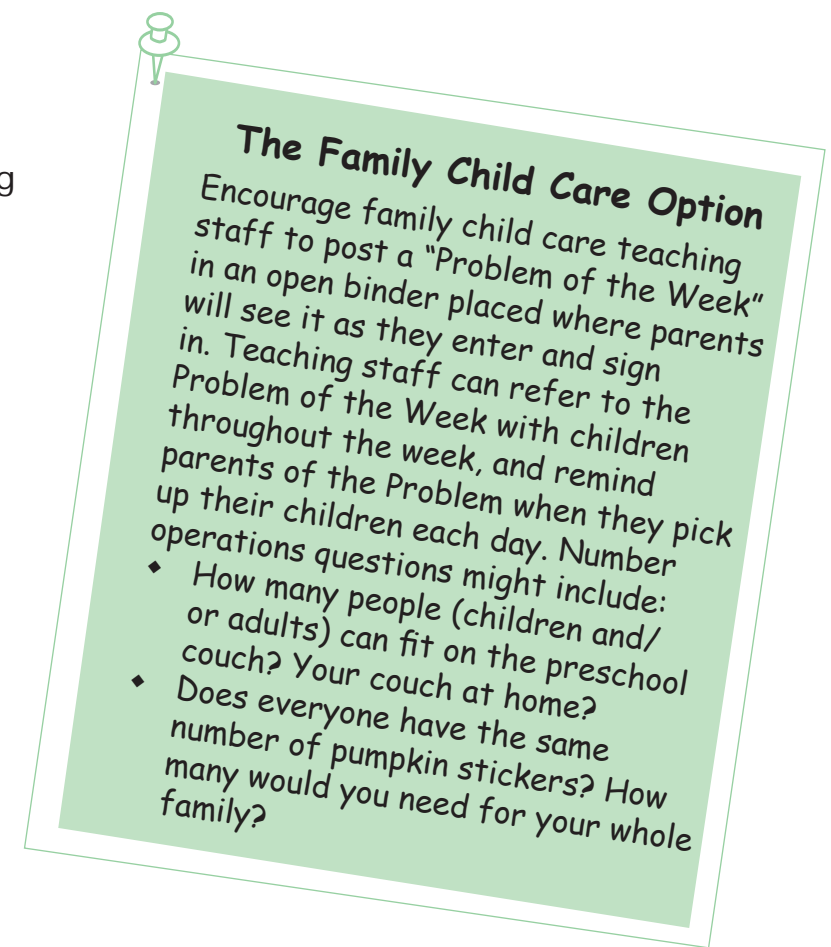 g
The Family Child Care Option
Encourage family child care teaching
staff to post a “Problem of the Week”
in an open binder placed where parents
will see it as they enter and sign
in. Teaching staff can refer to the
Problem of the Week with children
throughout the week, and remind
parents of the Problem when they pick
up their children each day. Number
operations questions might include:
◆ How many people (children and/
or adults) can fit on the preschool
couch? Your couch at home?
◆ Does everyone have the same
number of pumpkin stickers? How
many would you need for your whole
family?